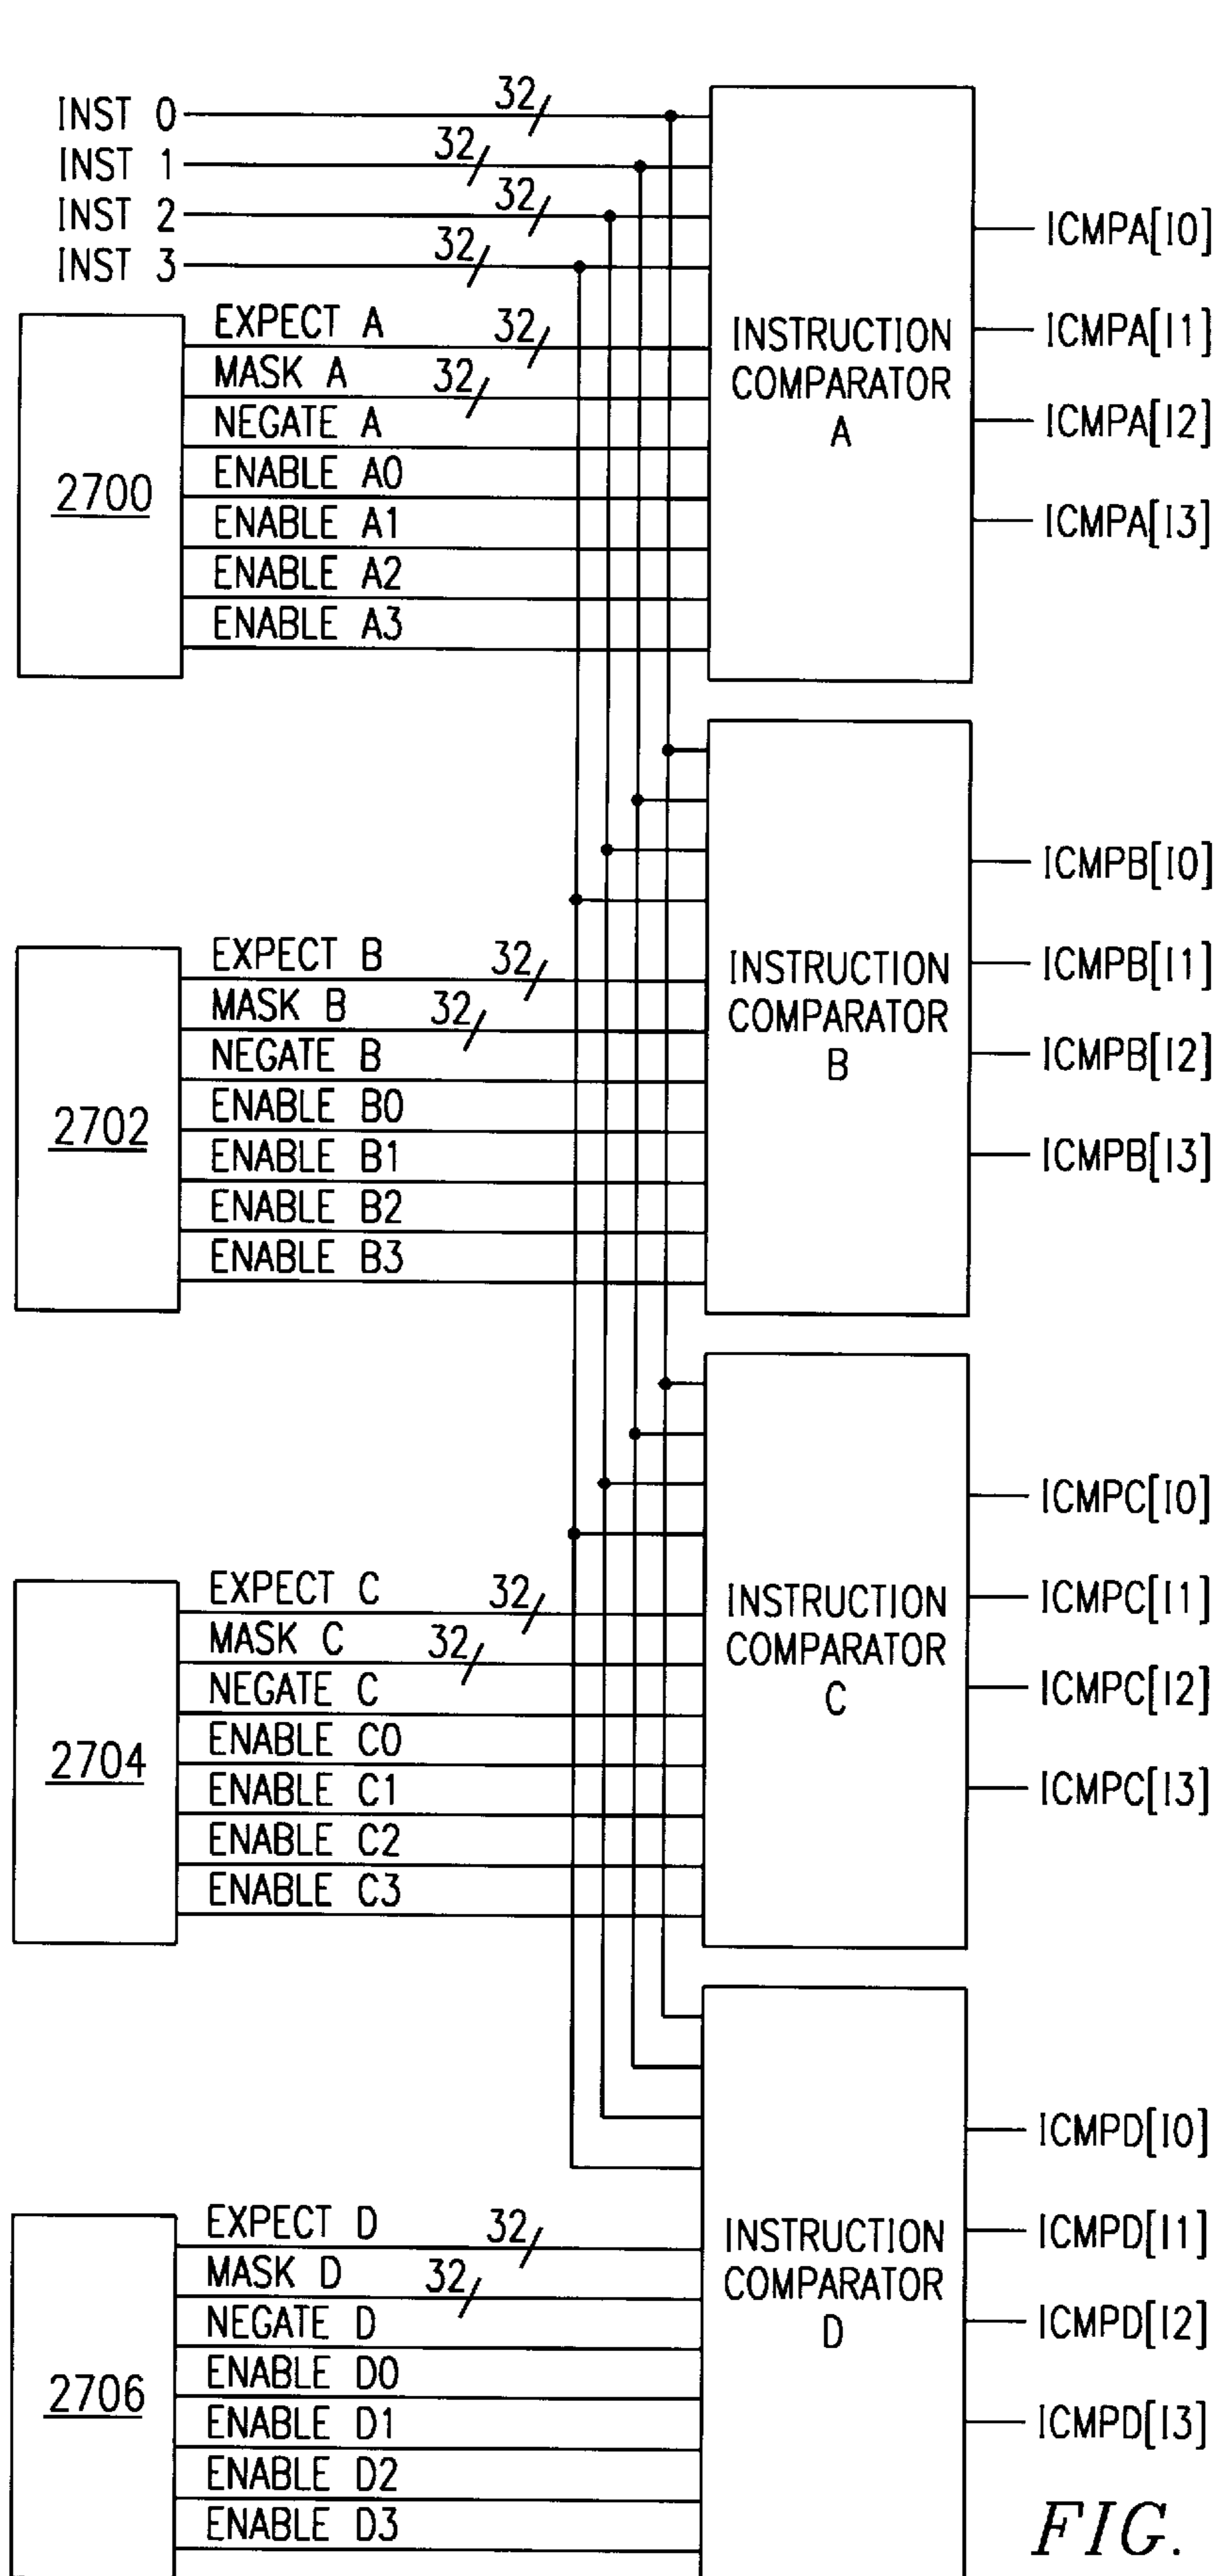 INST 0 32
INST 1 32
INST 2 32
INST 3 32
ICMPA[I0]
ICMPA[I1]
ICMPA[I2]
ICMPA[I3]
INSTRUCTION
COMPARATOR
A
2700
EXPECT A 32
MASK A 32
NEGATE A
ENABLE A0
ENABLE A1
ENABLE A2
ENABLE A3
ICMPB[I0]
ICMPB[I1]
ICMPB[I2]
ICMPB[I3]
INSTRUCTION
COMPARATOR
B
2702
EXPECT B 32
MASK B 32
NEGATE B
ENABLE B0
ENABLE B1
ENABLE B2
ENABLE B3
ICMPC[I0]
ICMPC[I1]
ICMPC[I2]
ICMPC[I3]
INSTRUCTION
COMPARATOR
C
2704
EXPECT C 32
MASK C 32
NEGATE C
ENABLE C0
ENABLE C1
ENABLE C2
ENABLE C3
ICMPD[I0]
ICMPD[I1]
ICMPD[I2]
ICMPD[I3]
INSTRUCTION
COMPARATOR
D
2706
EXPECT D 32
MASK D 32
NEGATE D
ENABLE D0
ENABLE D1
ENABLE D2
ENABLE D3
FIG.